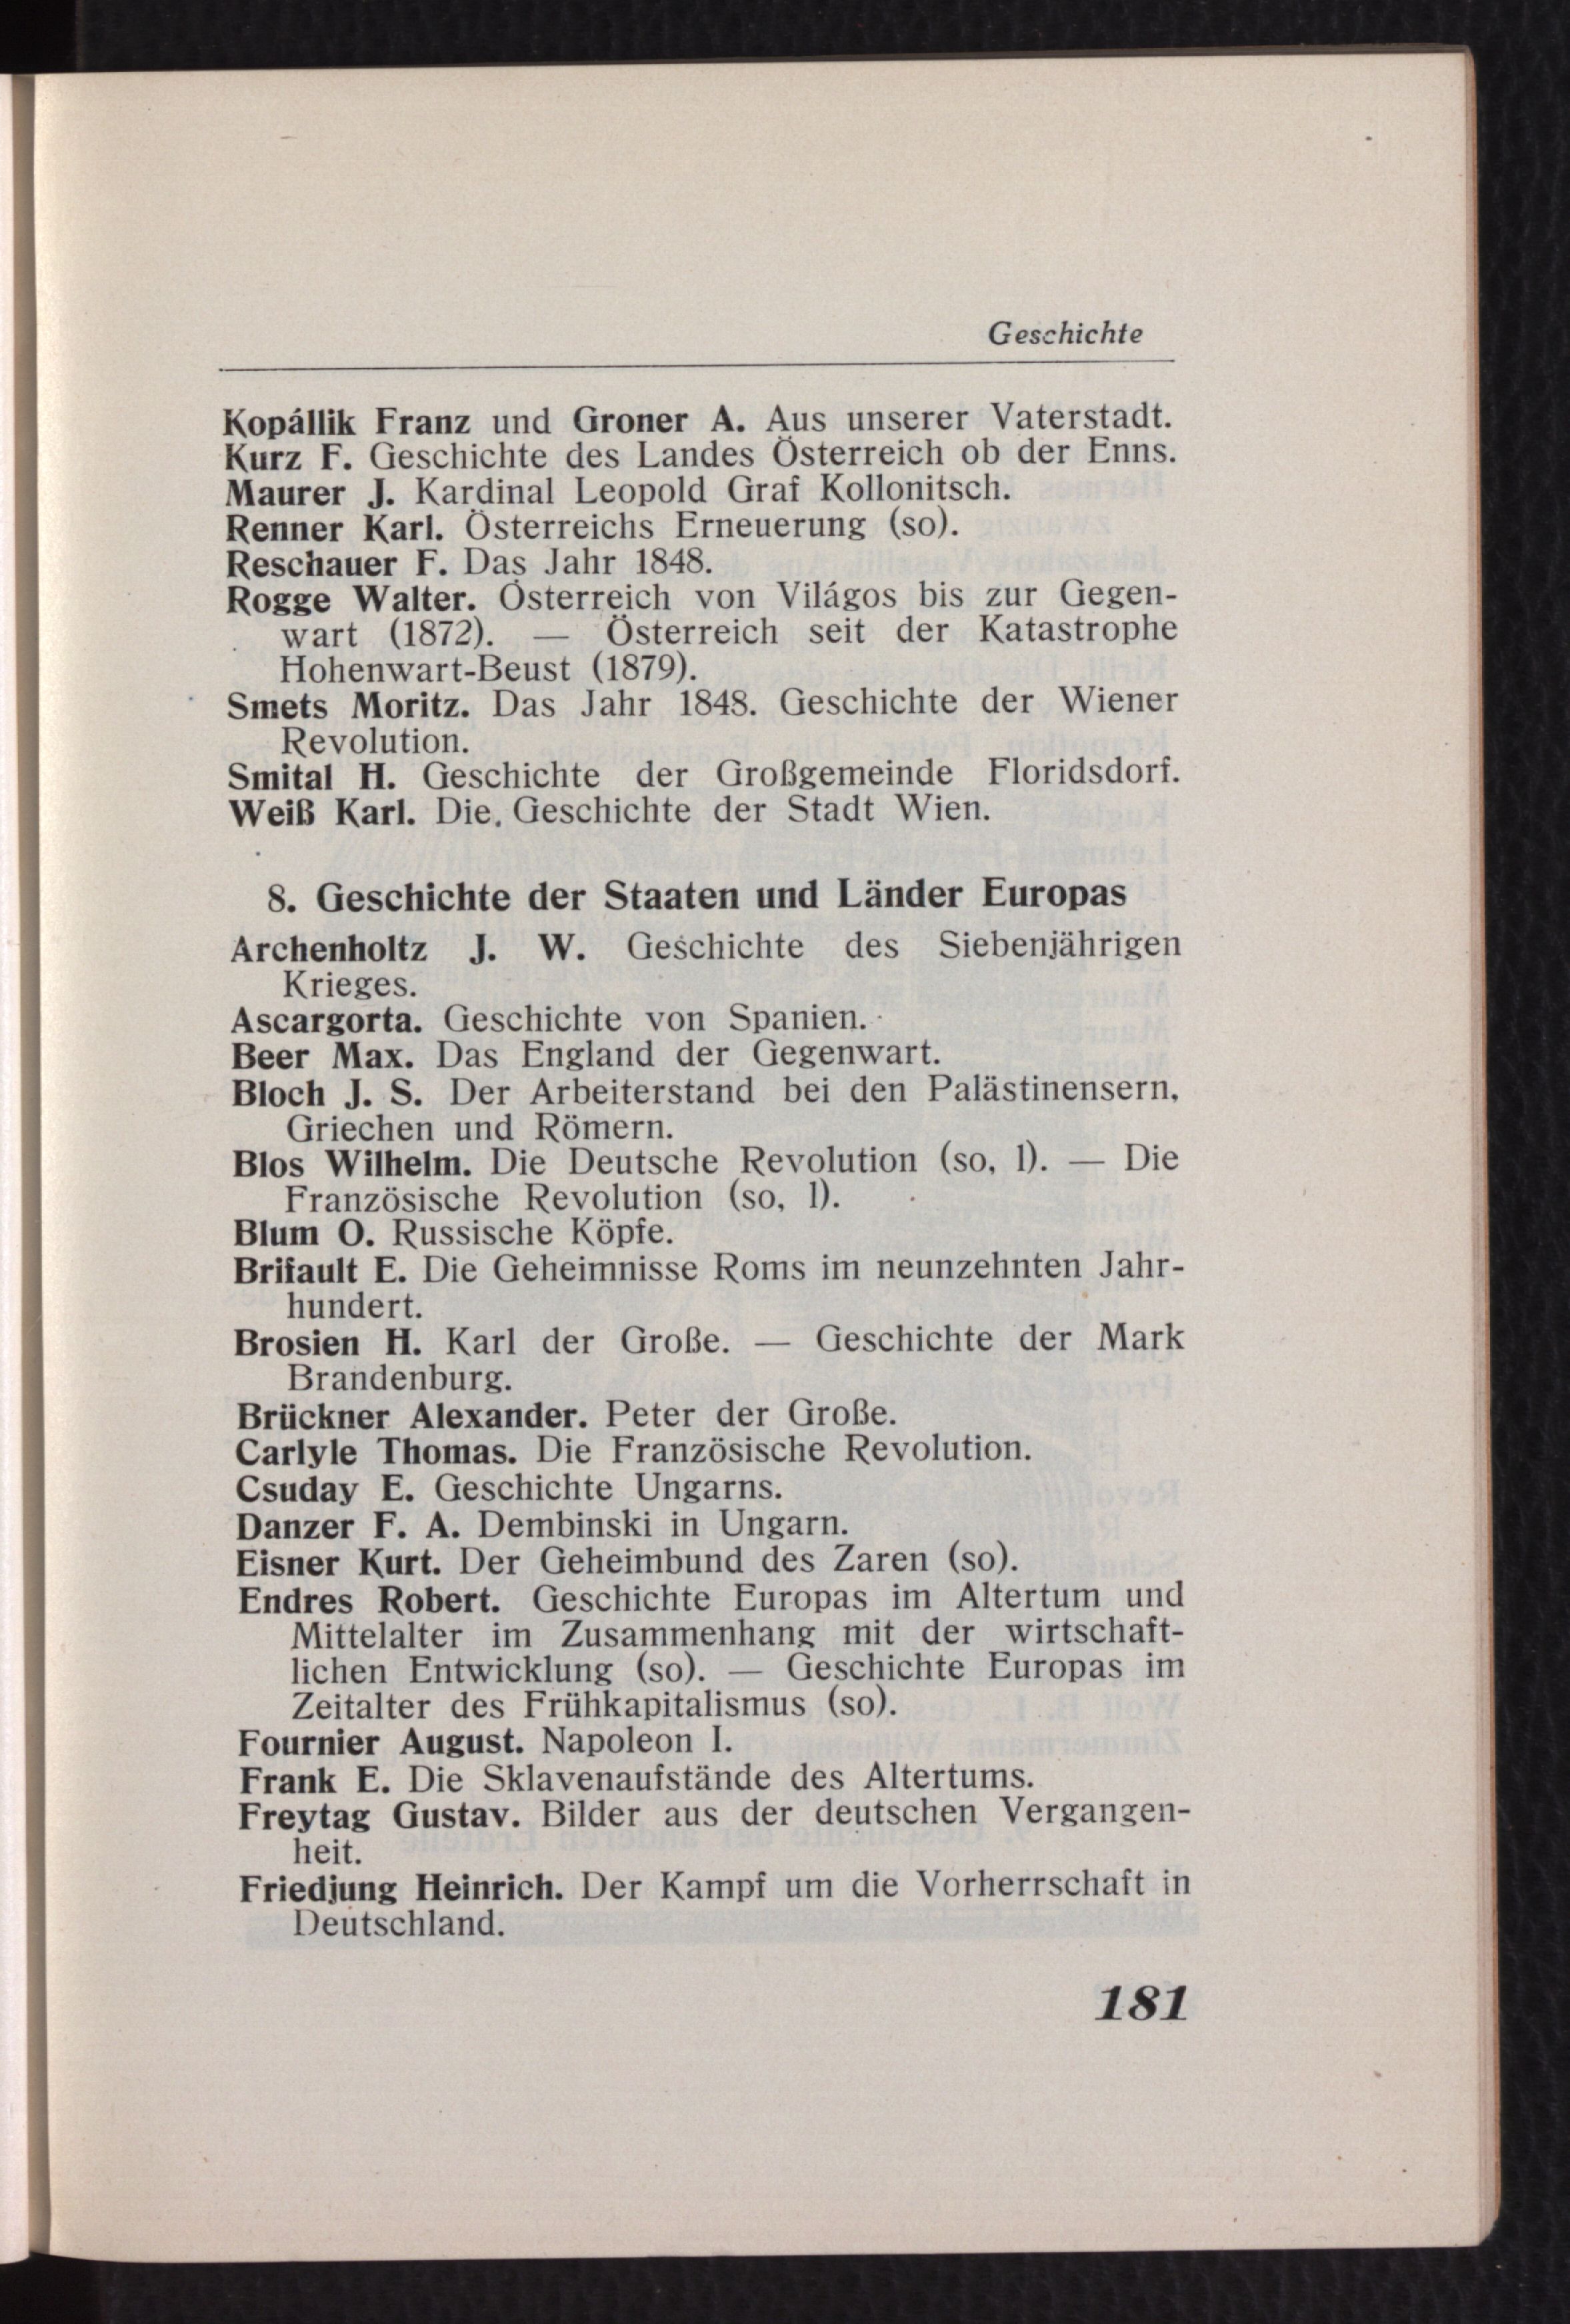 Geschichte
Kopállik Franz und Groner A. Aus unserer Vaterstadt.
Kurz F. Geschichte des Landes Österreich ob der Enns.
Maurer J. Kardinal Leopold Graf Kollonitsch.
Renner Karl. Österreichs Erneuerung (so).
Reschauer F. Das Jahr 1848.
Rogge Walter. Österreich von Világos bis zur Gegen-
wart (1872). — Österreich seit der Katastrophe
Hohenwart-Beust (1879).
Smets Moritz. Das Jahr 1848. Geschichte der Wiener
Revolution.
Smital H. Geschichte der Großgemeinde Floridsdorf.
Weiß Karl. Die Geschichte der Stadt Wien.
8. Geschichte der Staaten und Länder Europas
Archenholtz J. W. Geschichte des Siebenjährigen
Krieges.
Ascargorta. Geschichte von Spanien.
Beer Max. Das England der Gegenwart.
Bloch J. S. Der Arbeiterstand bei den Palästinensern,
Griechen und Römern.
Blos Wilhelm. Die Deutsche Revolution (so, l). — Die
Französische Revolution (so, l).
Blum O. Russische Köpfe.
Brifault E. Die Geheimnisse Roms im neunzehnten Jahr-
hundert.
Brosien H. Karl der Große. — Geschichte der Mark
Brandenburg.
Brückner Alexander. Peter der Große.
Carlyle Thomas. Die Französische Revolution.
Csuday E. Geschichte Ungarns.
Danzer F. A. Dembinski in Ungarn.
Eisner Kurt. Der Geheimbund des Zaren (so).
Endres Robert. Geschichte Europas im Altertum und
Mittelalter im Zusammenhang mit der wirtschaft-
lichen Entwicklung (so). — Geschichte Europas im
Zeitalter des Frühkapitalismus (so).
Fournier August. Napoleon I.
Frank E. Die Sklavenaufstände des Altertums.
Freytag Gustav. Bilder aus der deutschen Vergangen-
heit.
Friedjung Heinrich. Der Kampf um die Vorherrschaft in
Deutschland.
181